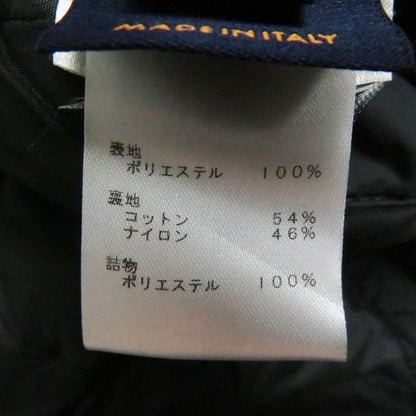 MADE IN ITALY
表地
ポリエステル 100%
裏地
コットン 54%
ナイロン 46%
詰物
ポリエステル 100%